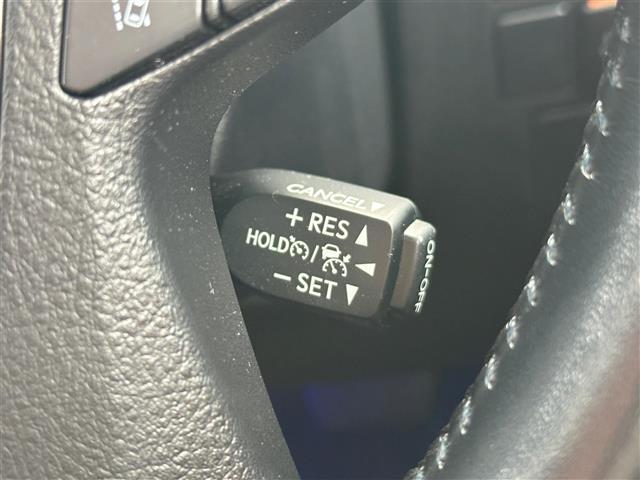 CANCEL▼
+ RES ▲
HOLD / ◀
− SET ▼
ON-OFF